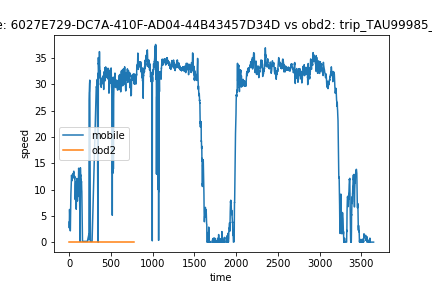 e: 6027E729-DC7A-410F-AD04-44B43457D34D vs obd2: trip_TAU99985_
speed
35
30
25
20
15
10
5
0
mobile
obd2
0 500 1000 1500 2000 2500 3000 3500
time